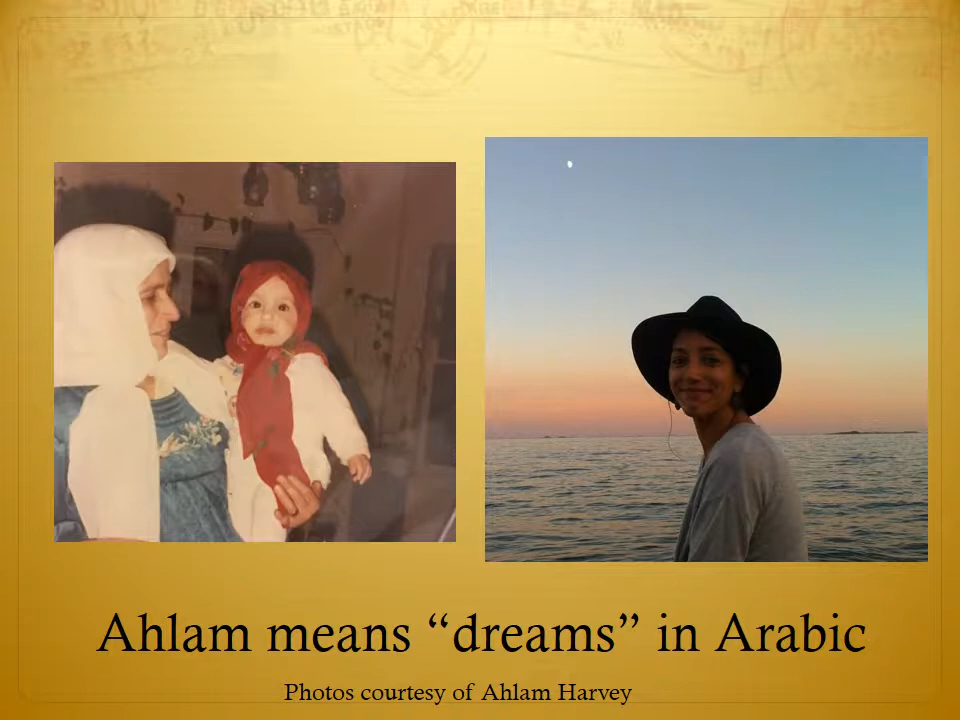 Ahlam means “dreams” in Arabic
Photos courtesy of Ahlam Harvey